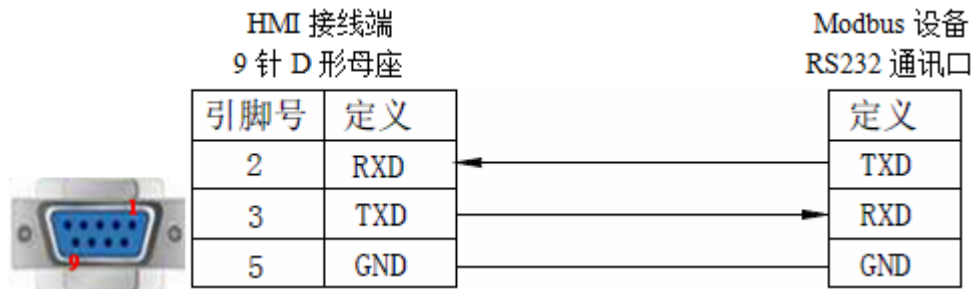 HMI 接线端
9 针 D 形母座
Modbus 设备
RS232 通讯口
引脚号 定义 定义
2 RXD TXD
1
3 TXD RXD
9
5 GND GND